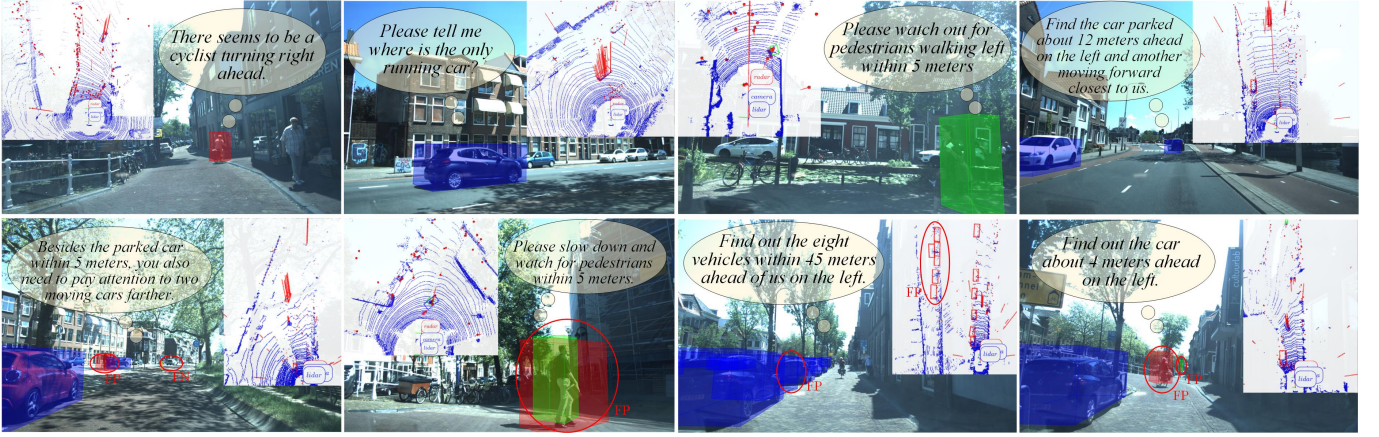 There seems to be a
cyclist turning right
ahead.
radar
lidar
Please tell me
where is the only
running car?
lidar
Please watch out for
pedestrians walking left
within 5 meters
radar
camera
lidar
Find the car parked
about 12 meters ahead
on the left and another
moving forward
closest to us.
lidar
Besides the parked car
within 5 meters, you also
need to pay attention to two
moving cars farther.
FP
FN
lidar
Please slow down and
watch for pedestrians
within 5 meters.
radar
camera
lidar
FP
Find out the eight
vehicles within 45 meters
ahead of us on the left.
FP
FP
lidar
Find out the car
about 4 meters ahead
on the left.
FP
FP
lidar